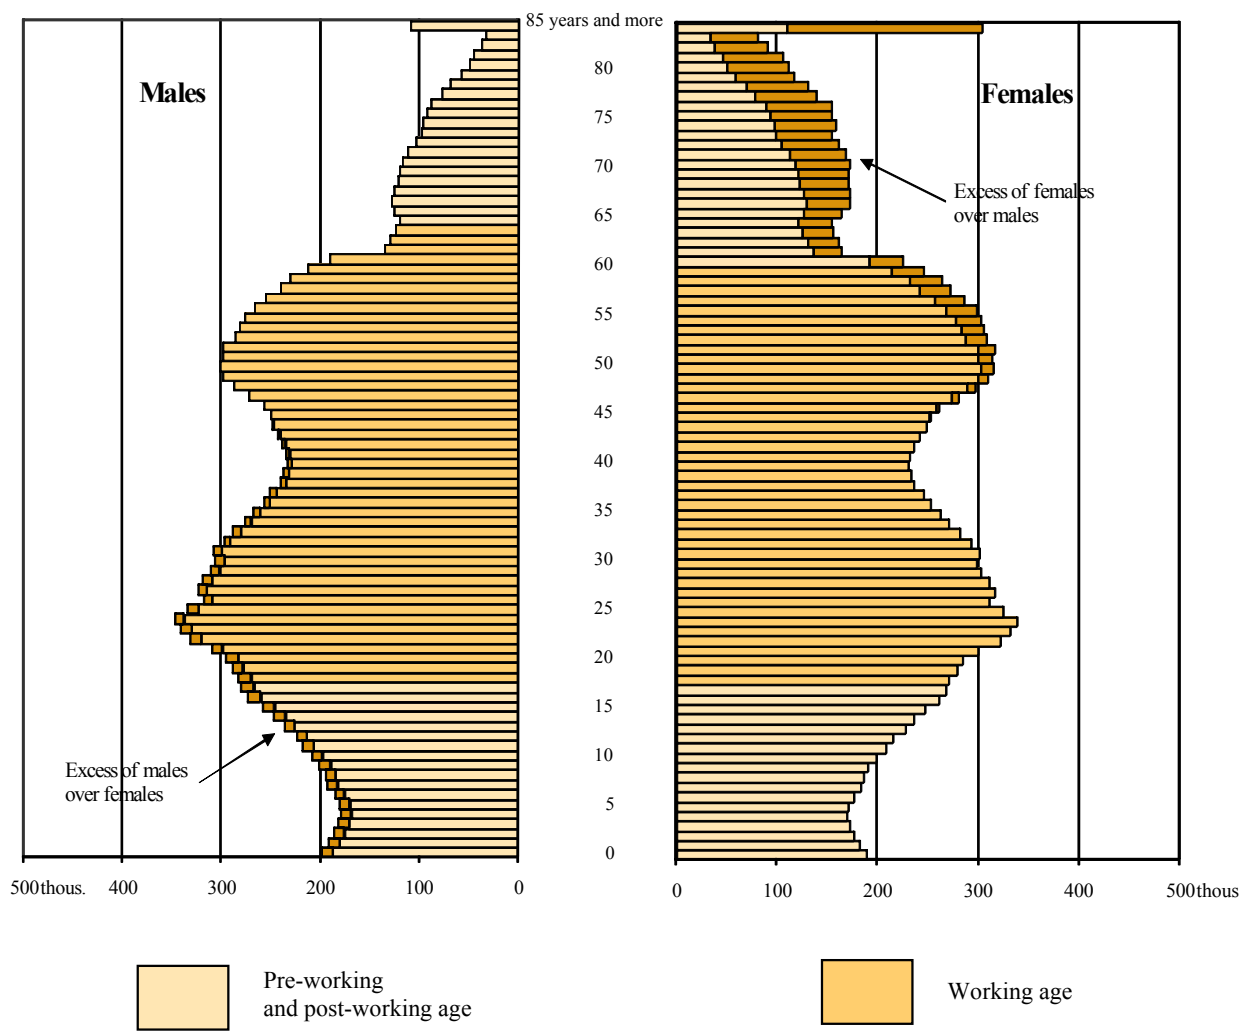 85 years and more
Males
Females
80
75
70
65
60
55
50
45
40
35
30
25
20
15
10
5
0
Excess of females
over males
Excess of males
over females
500thous. 400 300 200 100 0
0 100 200 300 400 500thous
Pre-working
and post-working age
Working age